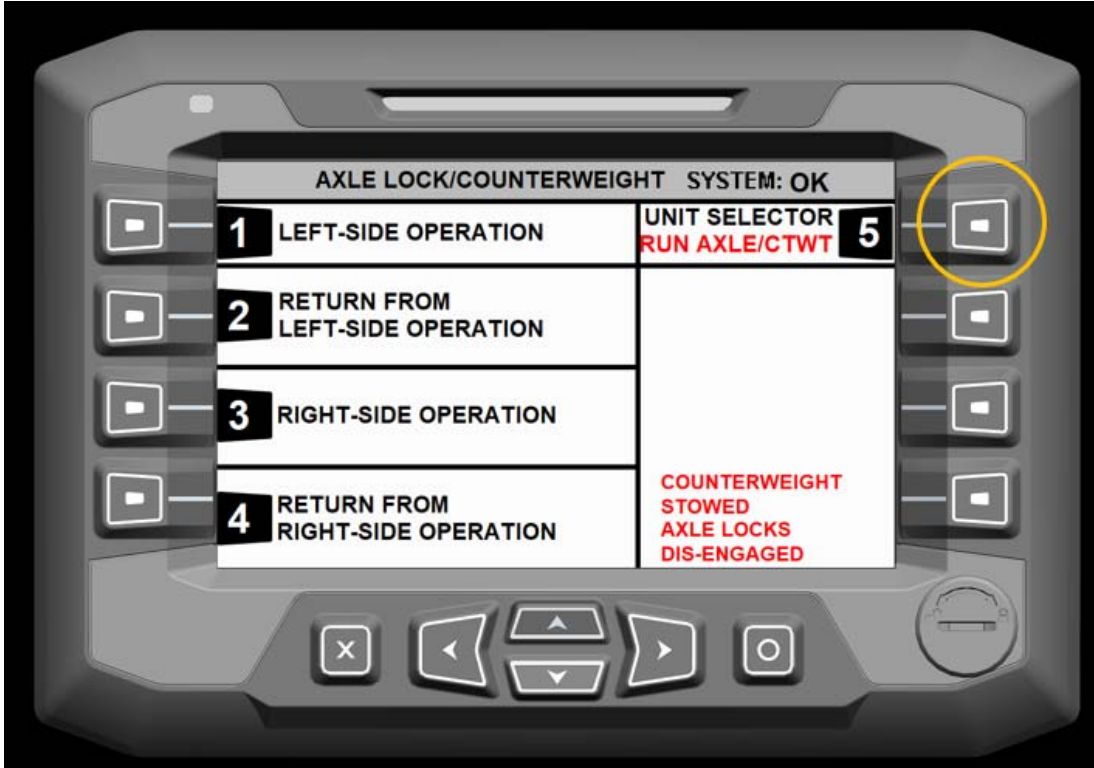 AXLE LOCK/COUNTERWEIGHT SYSTEM: OK
1 LEFT-SIDE OPERATION
2 RETURN FROM
LEFT-SIDE OPERATION
3 RIGHT-SIDE OPERATION
4 RETURN FROM
RIGHT-SIDE OPERATION
UNIT SELECTOR
RUN AXLE/CTWT 5
COUNTERWEIGHT
STOWED
AXLE LOCKS
DIS-ENGAGED
X
O